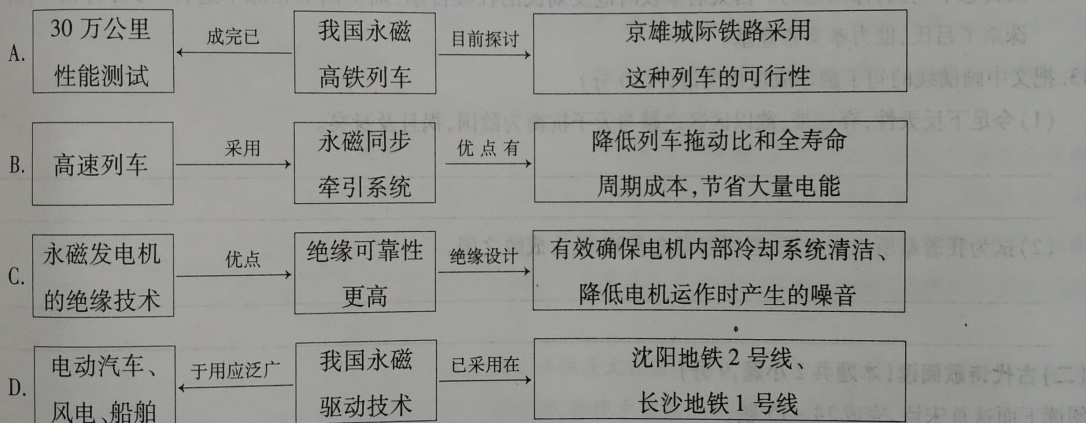 A.
30 万公里
性能测试
成完已
我国永磁
高铁列车
目前探讨
京雄城际铁路采用
这种列车的可行性
B.
高速列车
采用
永磁同步
牵引系统
优点有
降低列车拖动比和全寿命
周期成本,节省大量电能
C.
永磁发电机
的绝缘技术
优点
绝缘可靠性
更高
绝缘设计
有效确保电机内部冷却系统清洁、
降低电机运作时产生的噪音
D.
电动汽车、
风电、船舶
于用应泛广
我国永磁
驱动技术
已采用在
沈阳地铁 2 号线、
长沙地铁 1 号线